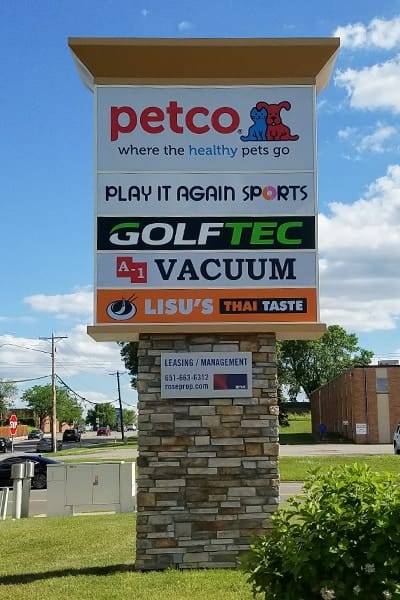 petco
where the healthy pets go
PLAY IT AGAIN SPORTS
GOLFTEC
A-1 VACUUM
LISU'S THAI TASTE
LEASING / MANAGEMENT
651-663-6312
roseprop.com